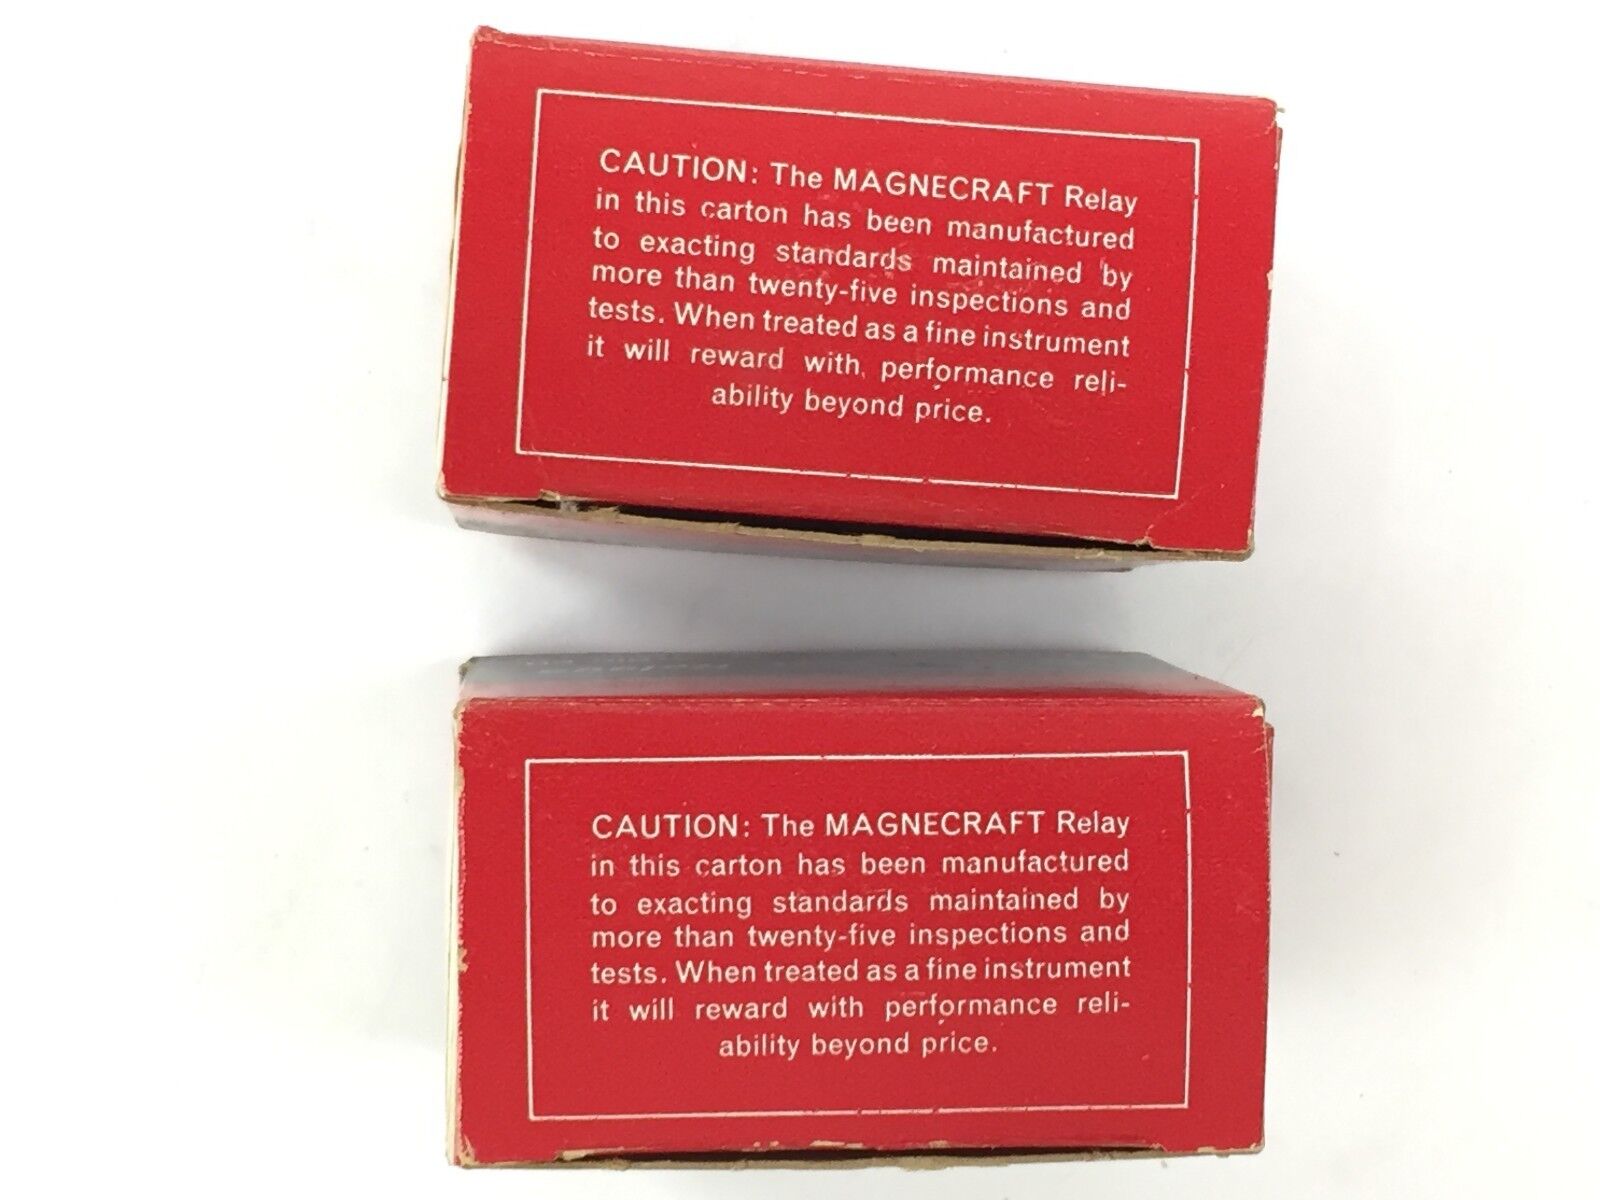 CAUTION: The MAGNECRAFT Relay
in this carton has been manufactured
to exacting standards maintained by
more than twenty-five inspections and
tests. When treated as a fine instrument
it will reward with performance reli-
ability beyond price.
CAUTION: The MAGNECRAFT Relay
in this carton has been manufactured
to exacting standards maintained by
more than twenty-five inspections and
tests. When treated as a fine instrument
it will reward with performance reli-
ability beyond price.